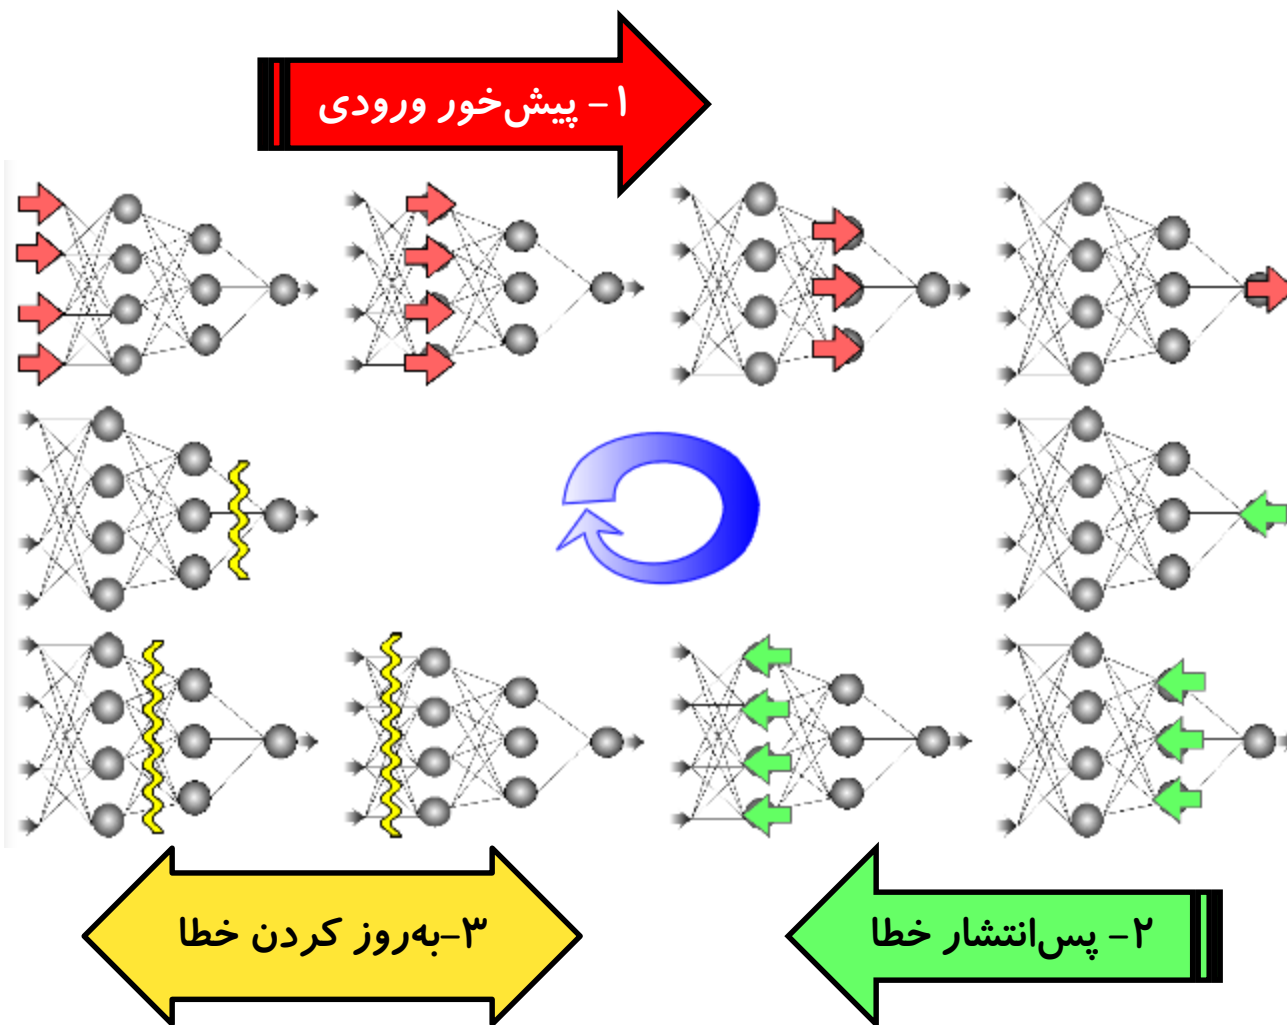 ۱- پیش‌خور ورودی
۲- پس‌انتشار خطا
۳-به‌روز کردن خطا